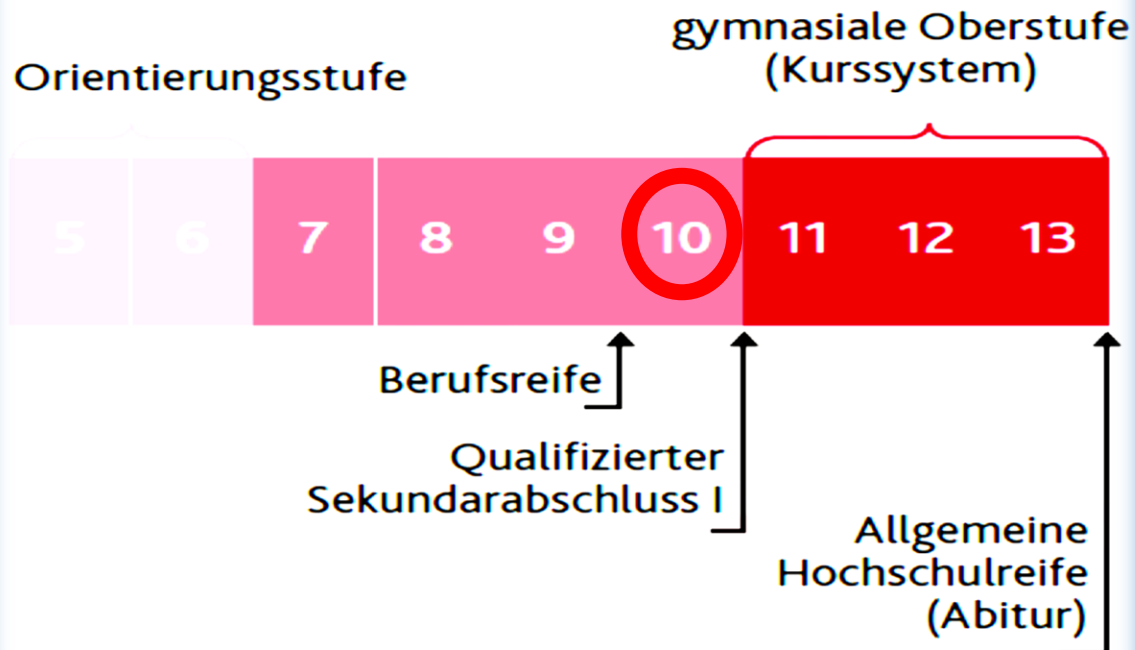 gymnasiale Oberstufe
(Kurssystem)
Orientierungsstufe
5 6 7 8 9 10 11 12 13
Berufsreife
Qualifizierter
Sekundarabschluss I
Allgemeine
Hochschulreife
(Abitur)